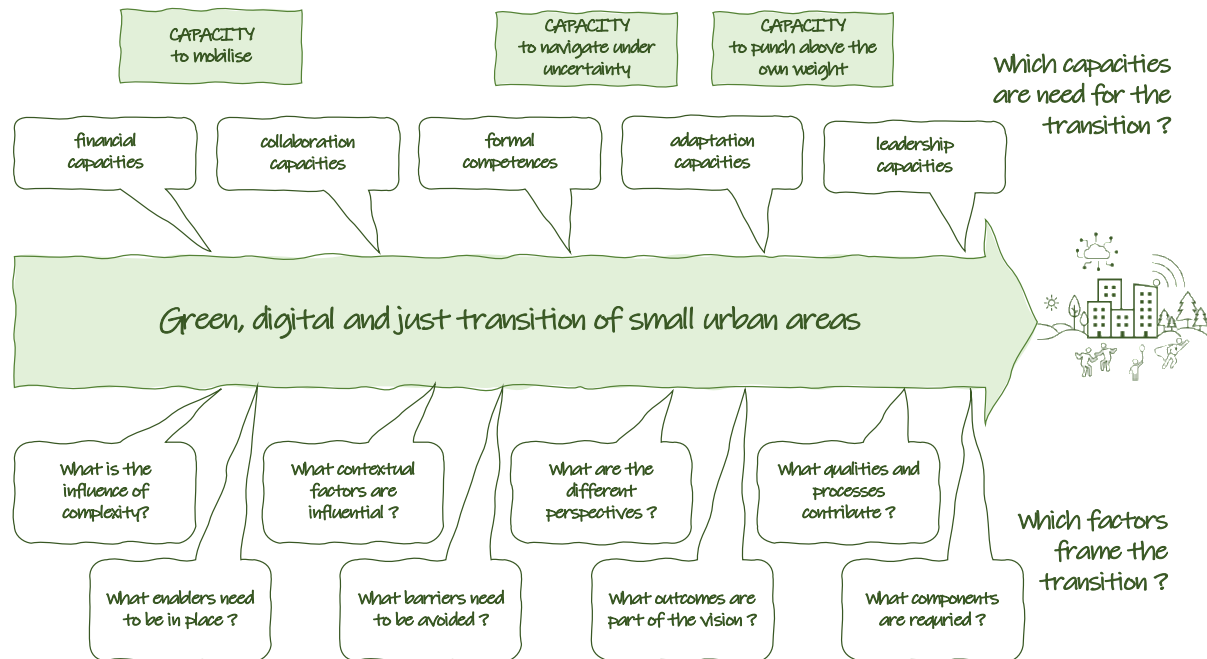 CAPACITY
to mobilise
CAPACITY
to navigate under
uncertainty
CAPACITY
to punch above the
own weight
Which capacities
are need for the
transition ?
financial
capacities
collaboration
capacities
formal
competences
adaptation
capacities
leadership
capacities
Green, digital and just transition of small urban areas
What is the
influence of
complexity?
What contextual
factors are
influential ?
What are the
different
perspectives ?
What qualities and
processes
contribute ?
Which factors
frame the
transition ?
What enablers need
to be in place ?
What barriers need
to be avoided ?
What outcomes are
part of the vision ?
What components
are requried ?